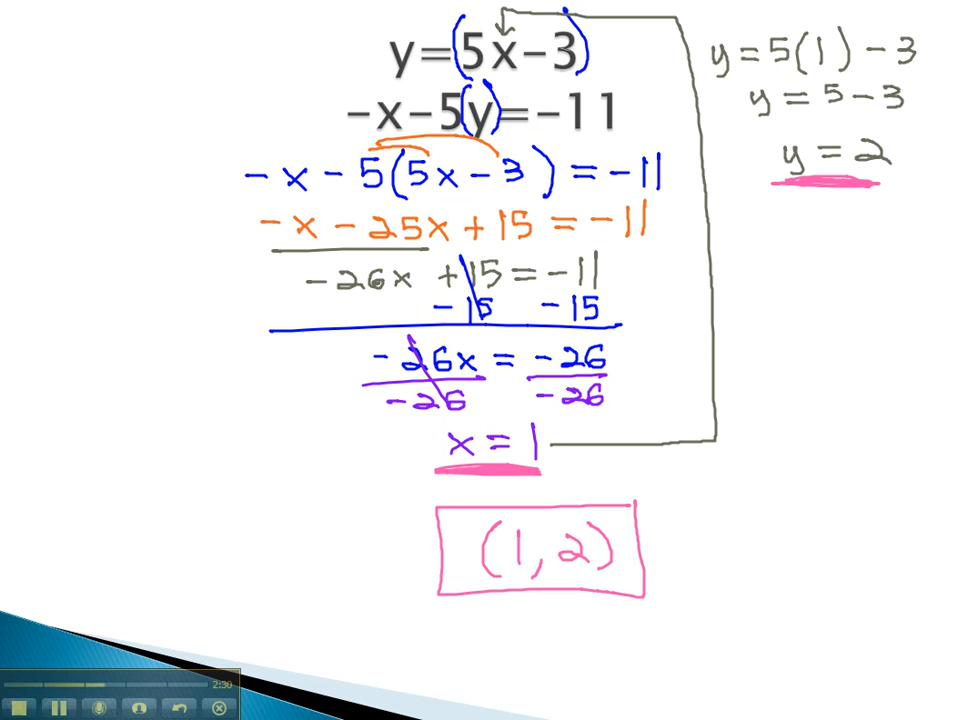 y=(5x-3)
-x-5(y)=-11
-x-5(5x-3)=-11
-x-25x+15=-11
-26x+15=-11
-15 -15
-26x=-26
-26 -26
x=1
(1,2)
y=5(1)-3
y=5-3
y=2
2:30